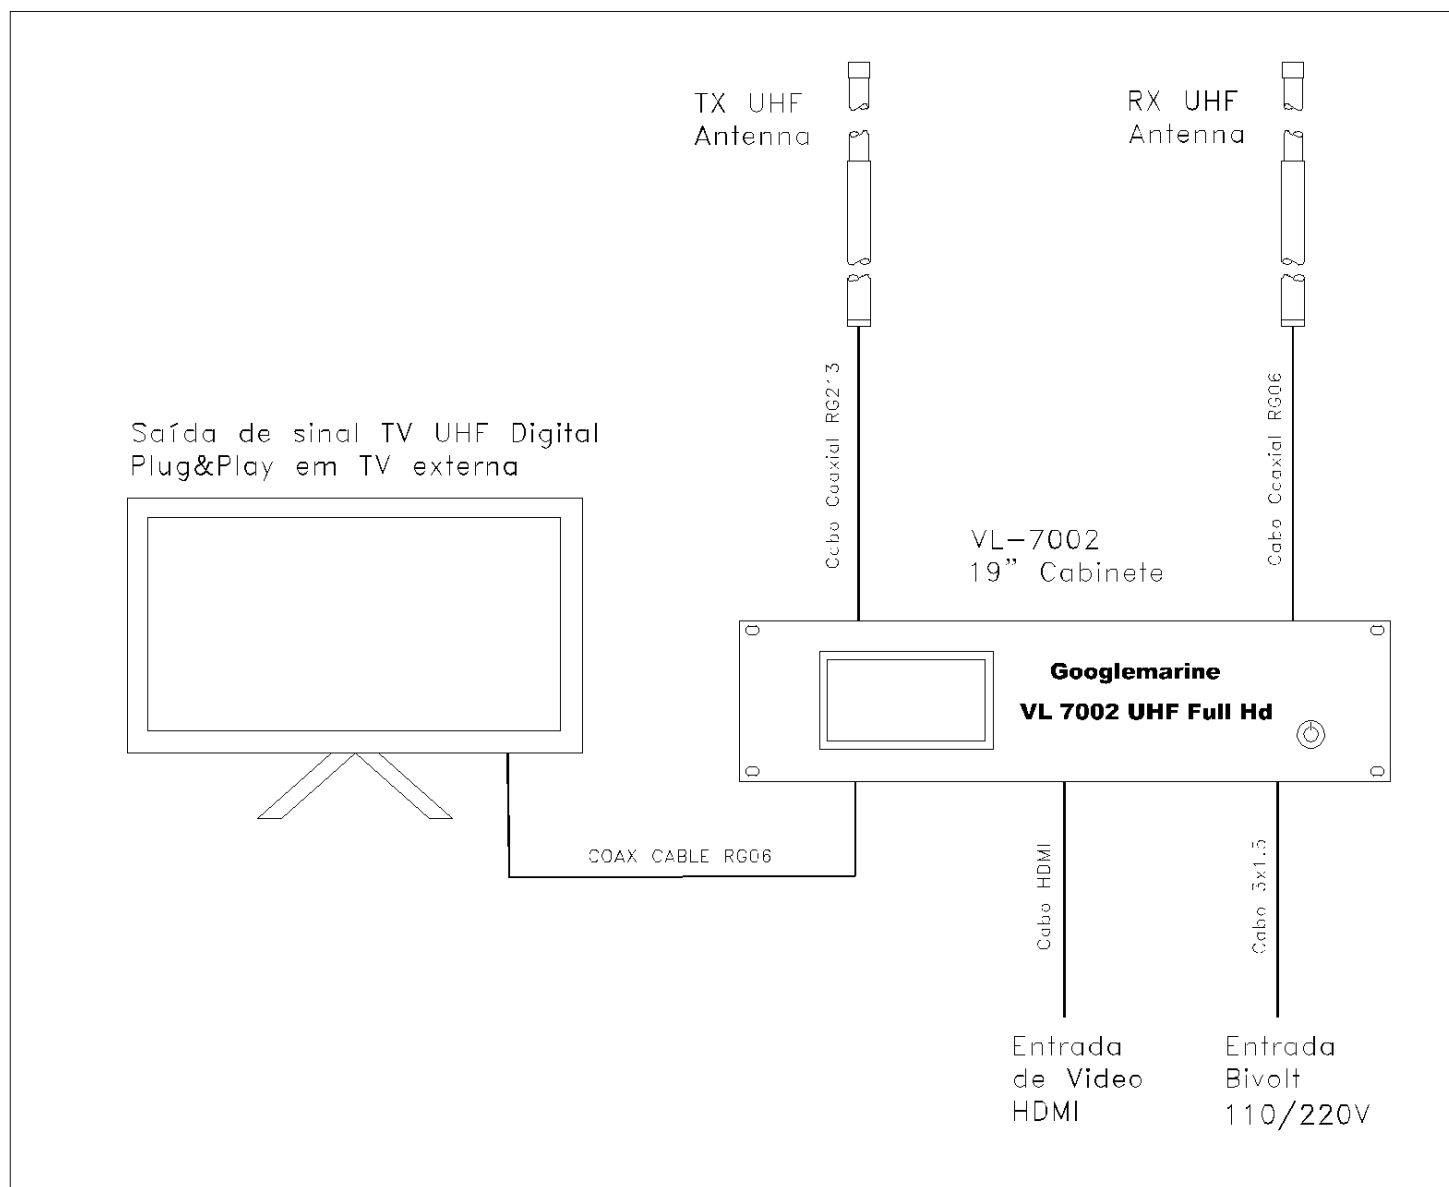 TX UHF
Antenna
RX UHF
Antenna
Cabo Coaxial RG213
Cabo Coaxial RG06
Saída de sinal TV UHF Digital
Plug&Play em TV externa
VL-7002
19” Cabinete
Googlemarine
VL 7002 UHF Full Hd
COAX CABLE RG06
Cabo HDMI
Cabo 3x1.5
Entrada
de Video
HDMI
Entrada
Bivolt
110/220V